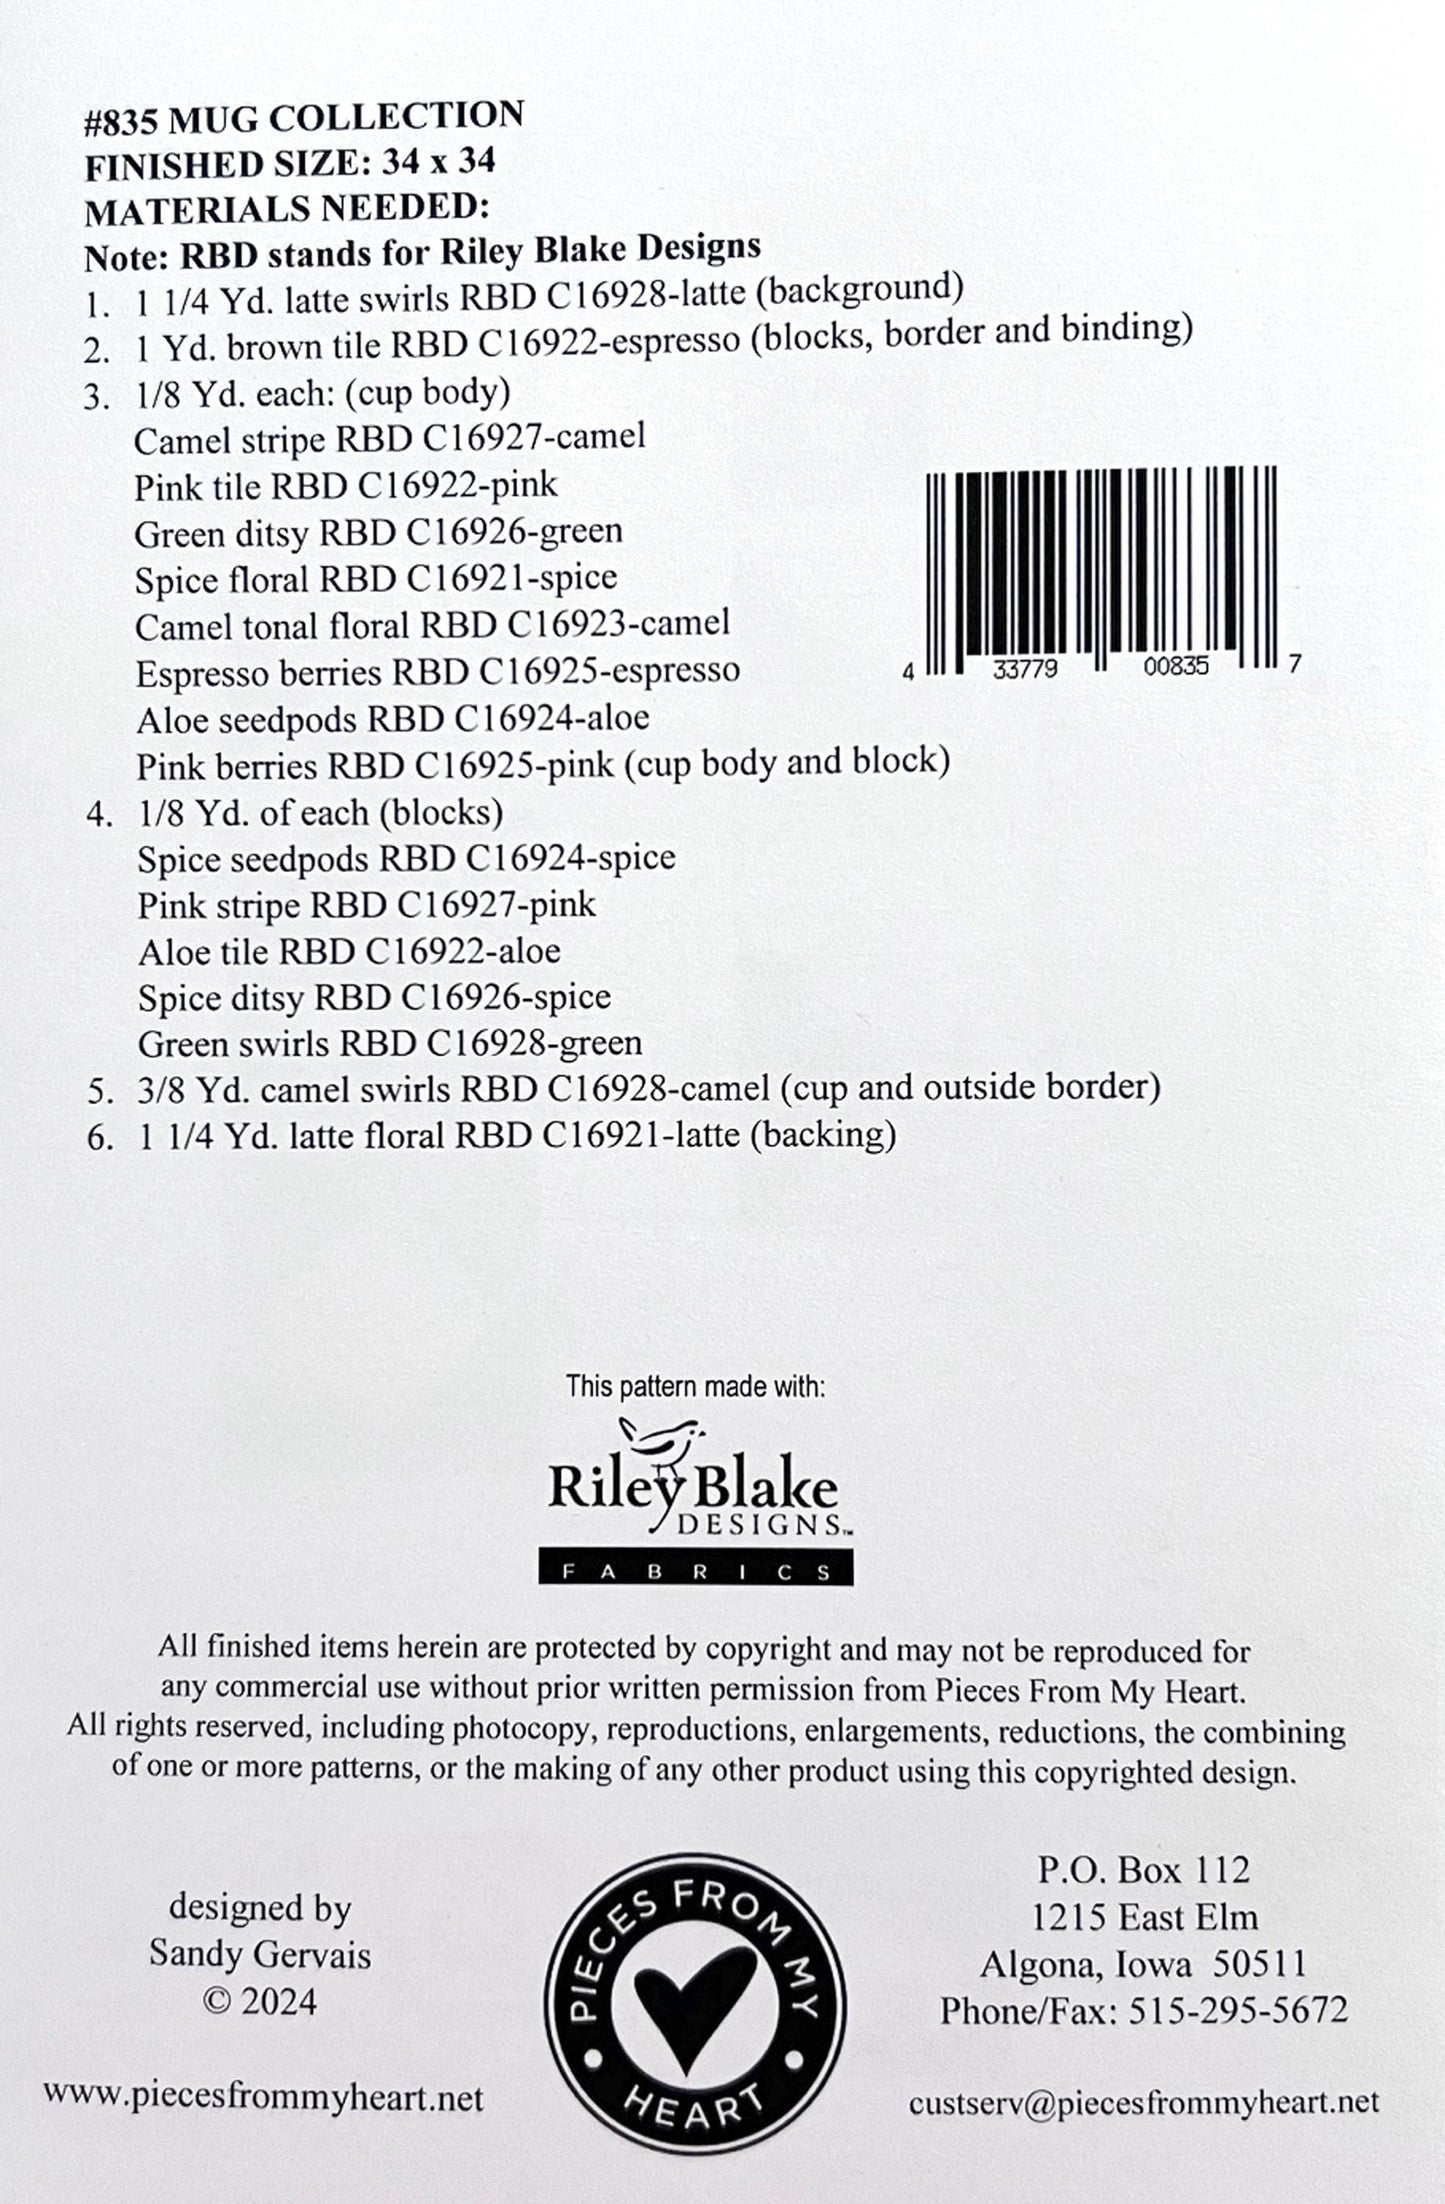 #835 MUG COLLECTION
FINISHED SIZE: 34 x 34
MATERIALS NEEDED:
Note: RBD stands for Riley Blake Designs
1. 1 1/4 Yd. latte swirls RBD C16928-latte (background)
2. 1 Yd. brown tile RBD C16922-espresso (blocks, border and binding)
3. 1/8 Yd. each: (cup body)
Camel stripe RBD C16927-camel
Pink tile RBD C16922-pink
Green ditsy RBD C16926-green
Spice floral RBD C16921-spice
Camel tonal floral RBD C16923-camel
Espresso berries RBD C16925-espresso
Aloe seedpods RBD C16924-aloe
Pink berries RBD C16925-pink (cup body and block)
4. 1/8 Yd. of each (blocks)
Spice seedpods RBD C16924-spice
Pink stripe RBD C16927-pink
Aloe tile RBD C16922-aloe
Spice ditsy RBD C16926-spice
Green swirls RBD C16928-green
5. 3/8 Yd. camel swirls RBD C16928-camel (cup and outside border)
6. 1 1/4 Yd. latte floral RBD C16921-latte (backing)
4 33779 00835 7
This pattern made with:
Riley Blake
DESIGNS™
FABRICS
All finished items herein are protected by copyright and may not be reproduced for
any commercial use without prior written permission from Pieces From My Heart.
All rights reserved, including photocopy, reproductions, enlargements, reductions, the combining
of one or more patterns, or the making of any other product using this copyrighted design.
designed by
Sandy Gervais
© 2024
www.piecesfrommyheart.net
PIECES FROM MY
HEART
P.O. Box 112
1215 East Elm
Algona, Iowa 50511
Phone/Fax: 515-295-5672
custserv@piecesfrommyheart.net